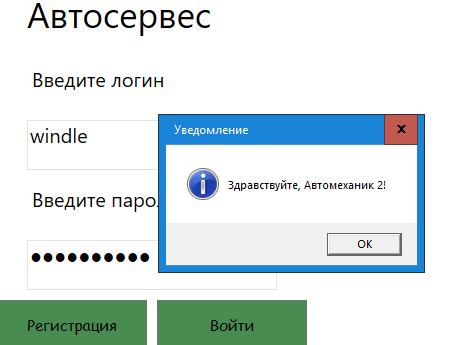 Автосервес
Введите логин
windle
Уведомление
x
Здравствуйте, Автомеханик 2!
OK
Введите паро
●●●●●●●●●●
Регистрация
Войти